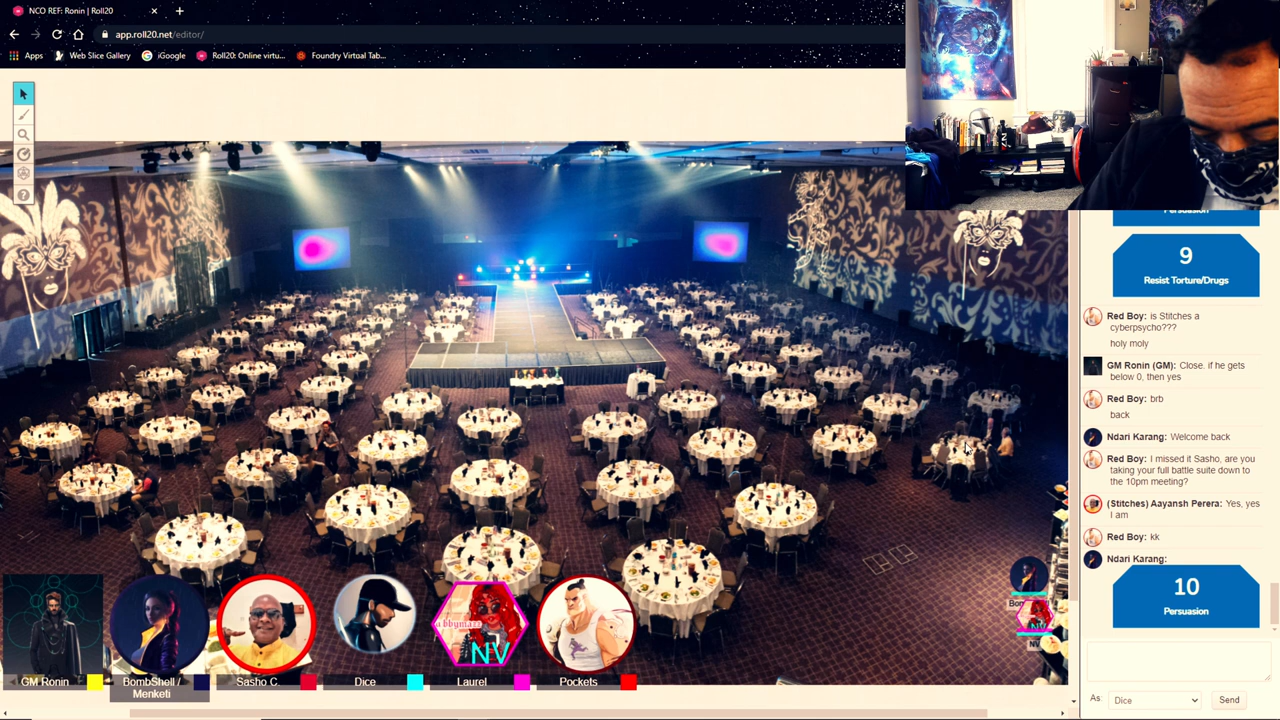 NCO REF: Ronin | Roll20
app.roll20.net/editor/
Apps
Web Slice Gallery
iGoogle
Roll20: Online virtu...
Foundry Virtual Tab...
Persuasion
9
Resist Torture/Drugs
Red Boy: is Stitches a
cyberpsycho???
holy moly
GM Ronin (GM): Close. if he gets
below 0, then yes
Red Boy: brb
back
Ndari Karang: Welcome back
Red Boy: I missed it Sasho, are you
taking your full battle suite down to
the 10pm meeting?
(Stitches) Aayansh Perera: Yes, yes
I am
Red Boy: kk
Ndari Karang:
10
Persuasion
As:
Dice
Send
NV
NV
GM Ronin
BombShell /
Menketi
Sasho C.
Dice
Laurel
Pockets